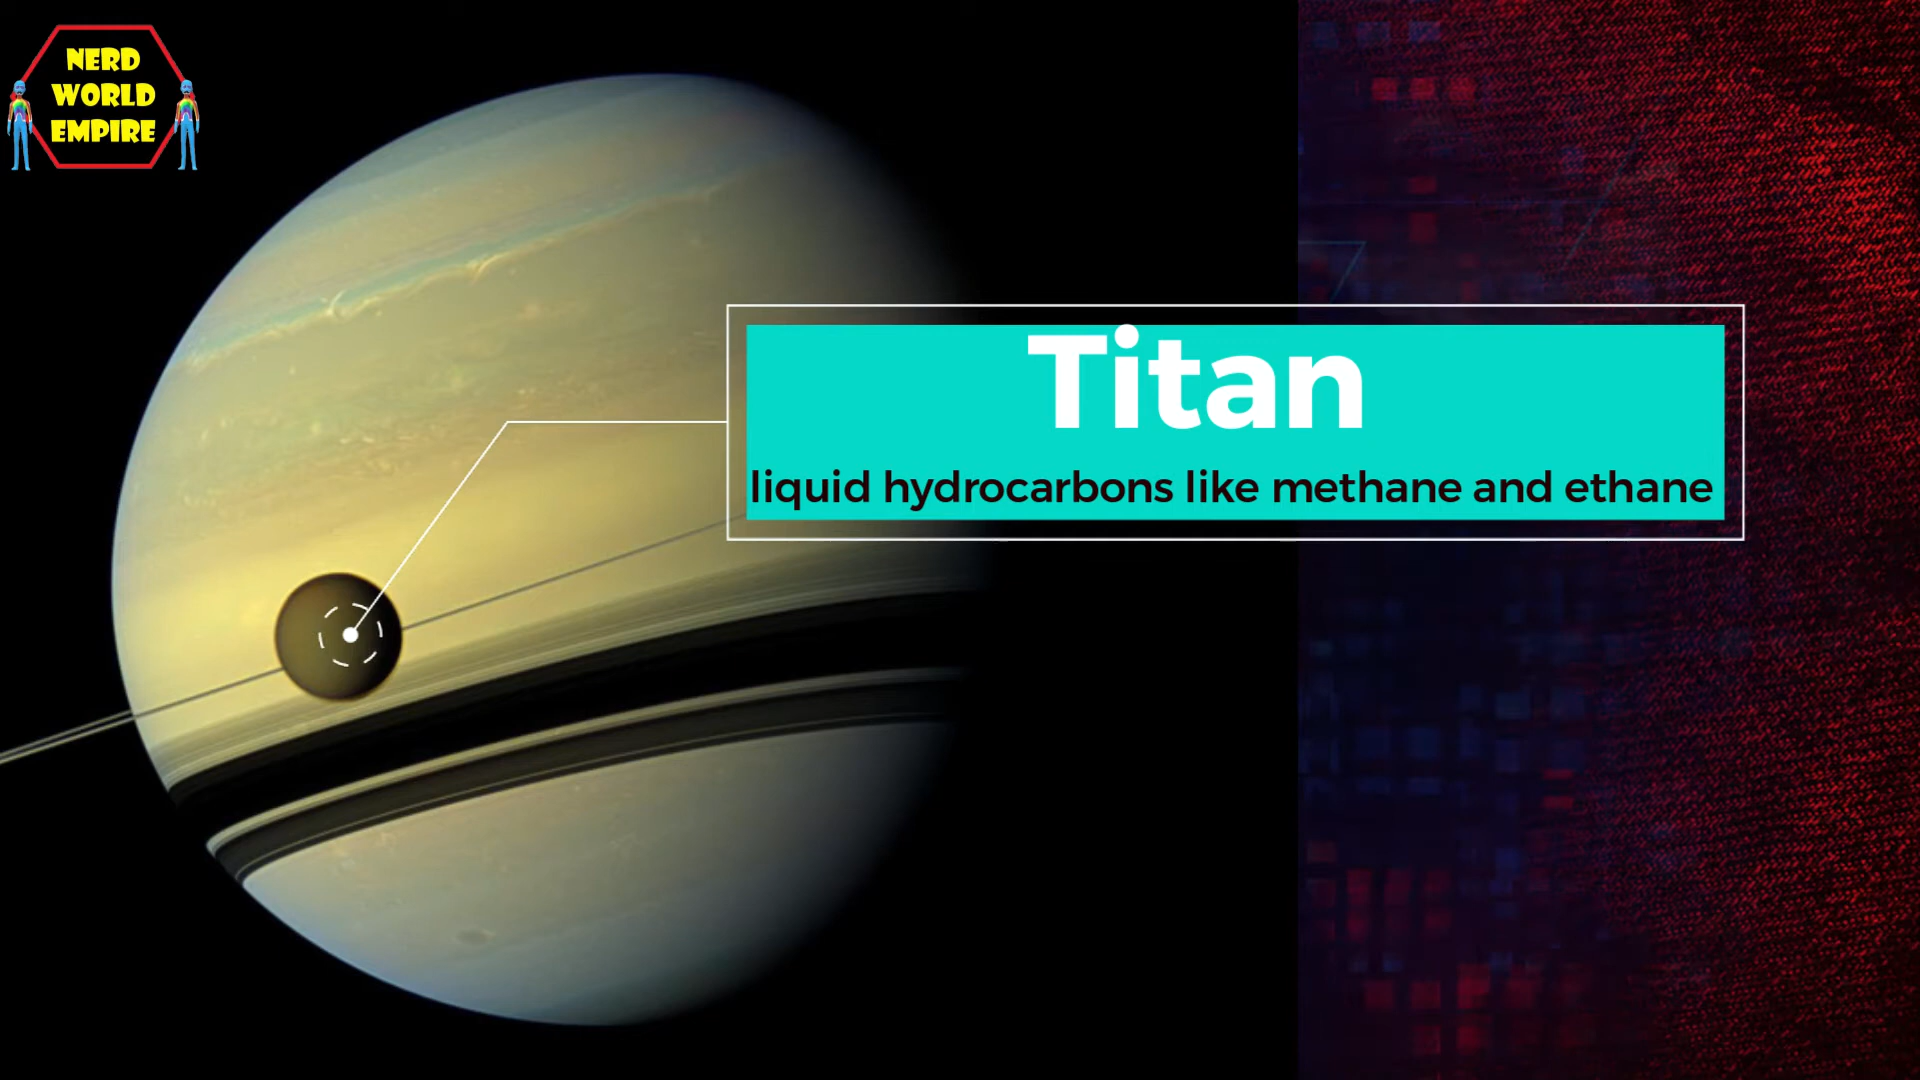 NERD
WORLD
EMPIRE
Titan
liquid hydrocarbons like methane and ethane